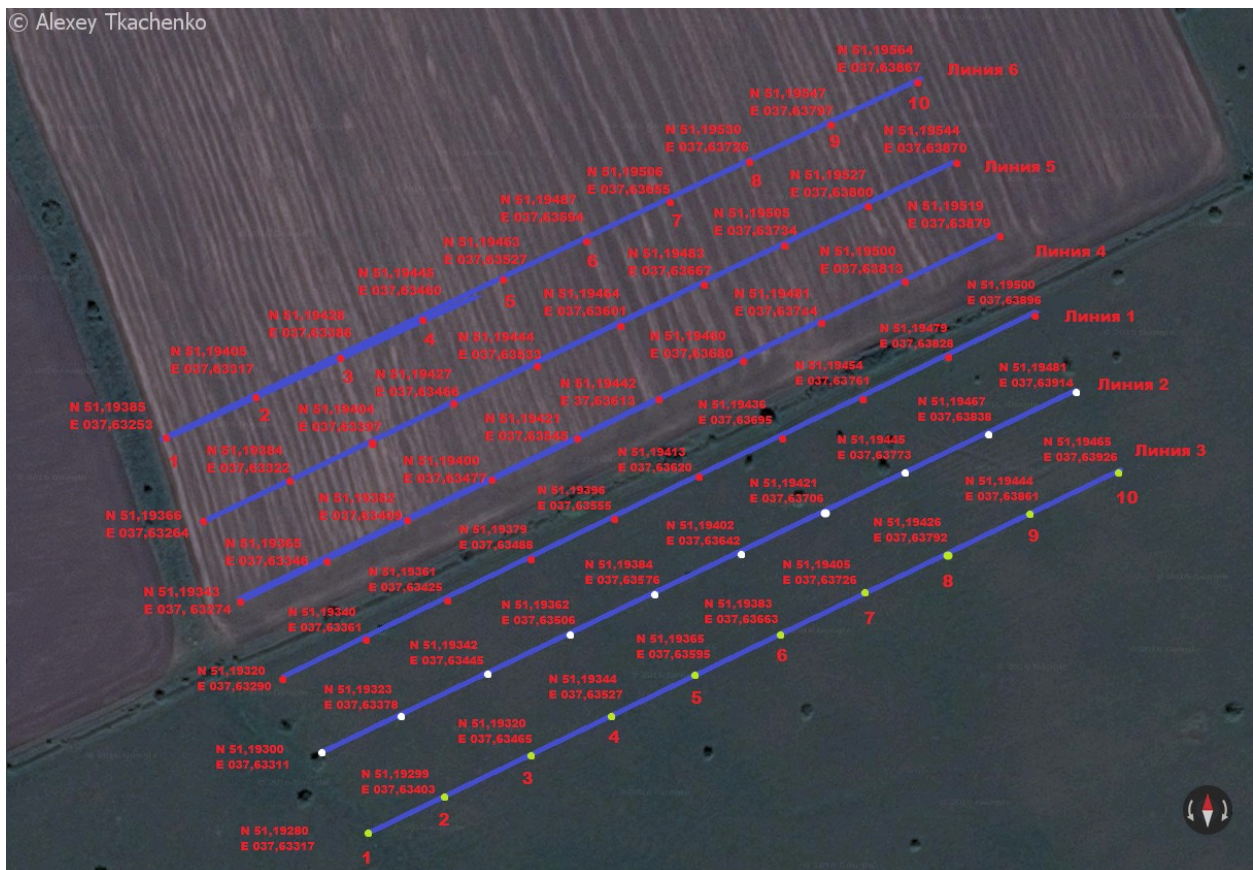 © Alexey Tkachenko
N 51,19564
E 037,63867
Линия 6
10
N 51,19547
E 037,63797
9
N 51,19530
E 037,63726
8
N 51,19506
E 037,63655
7
N 51,19487
E 037,63594
6
N 51,19463
E 037,63527
5
N 51,19446
E 037,63460
4
N 51,19426
E 037,63386
3
N 51,19405
E 037,63317
2
N 51,19385
E 037,63253
1
N 51,19544
E 037,63870
Линия 5
N 51,19527
E 037,63800
N 51,19505
E 037,63734
N 51,19483
E 037,63667
N 51,19464
E 037,63601
N 51,19444
E 037,63533
N 51,19427
E 037,63466
N 51,19404
E 037,63397
N 51,19384
E 037,63322
N 51,19366
E 037,63264
N 51,19519
E 037,63879
Линия 4
N 51,19500
E 037,63813
N 51,19481
E 037,63744
N 51,19460
E 037,63680
N 51,19442
E 37,63613
N 51,19421
E 037,63545
N 51,19400
E 037,63477
N 51,19382
E 037,63409
N 51,19365
E 037,63346
N 51,19343
E 037, 63274
N 51,19500
E 037,63896
Линия 1
N 51,19479
E 037,63828
N 51,19454
E 037,63761
N 51,19436
E 037,63695
N 51,19413
E 037,63620
N 51,19396
E 037,63555
N 51,19379
E 037,63488
N 51,19361
E 037,63425
N 51,19340
E 037,63361
N 51,19320
E 037,63290
N 51,19481
E 037,63914
Линия 2
N 51,19467
E 037,63838
N 51,19445
E 037,63773
N 51,19421
E 037,63706
N 51,19402
E 037,63642
N 51,19384
E 037,63576
N 51,19362
E 037,63506
N 51,19342
E 037,63445
N 51,19323
E 037,63378
N 51,19300
E 037,63311
N 51,19465
E 037,63926
Линия 3
10
N 51,19444
E 037,63861
9
N 51,19426
E 037,63792
8
N 51,19405
E 037,63726
7
N 51,19383
E 037,63663
6
N 51,19365
E 037,63595
5
N 51,19344
E 037,63527
4
N 51,19320
E 037,63465
3
N 51,19299
E 037,63403
2
N 51,19280
E 037,63317
1